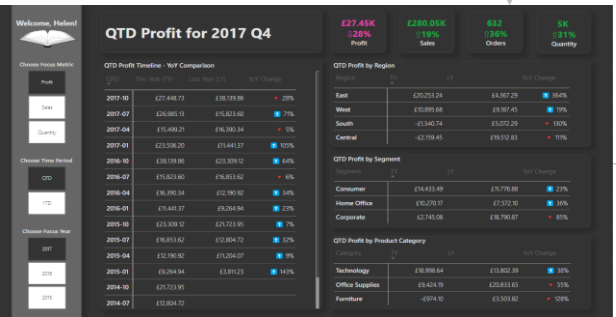 Welcome, Helen!
Choose Focus Metric
Profit
Sales
Quantity
Choose Time Period
QTD
YTD
Choose Focus Year
2017
2016
2015
QTD Profit for 2017 Q4
£27.45K £280.05K 632 5K
⇩28% ⇧19% ⇧36% ⇧31%
Profit Sales Orders Quantity
QTD Profit Timeline - YoY Comparison
QTD This Year (TY) Last Year (LY) YoY Change
2017-10 £27,448.73 £38,139.86 28%
2017-07 £26,985.13 £15,823.60 71%
2017-04 £15,499.21 £16,390.34 5%
2017-01 £23,506.20 £11,441.37 105%
2016-10 £38,139.86 £23,309.12 64%
2016-07 £15,823.60 £16,853.62 6%
2016-04 £16,390.34 £12,190.92 34%
2016-01 £11,441.37 £9,264.94 23%
2015-10 £23,309.12 £21,723.95 7%
2015-07 £16,853.62 £12,804.72 32%
2015-04 £12,190.92 £11,204.07 9%
2015-01 £9,264.94 £3,811.23 143%
2014-10 £21,723.95
2014-07 £12,804.72
QTD Profit by Region
Region TY LY YoY Change
East £20,253.24 £4,367.29 364%
West £10,895.68 £9,187.45 19%
South -£1,540.74 £5,072.29 130%
Central -£2,159.45 £19,512.83 111%
QTD Profit by Segment
Segment TY LY YoY Change
Consumer £14,433.49 £11,776.88 23%
Home Office £10,270.17 £7,572.10 36%
Corporate £2,745.08 £18,790.87 85%
QTD Profit by Product Category
Category TY LY YoY Change
Technology £18,998.64 £13,802.39 38%
Office Supplies £9,424.19 £20,833.65 55%
Furniture -£974.10 £3,503.82 128%